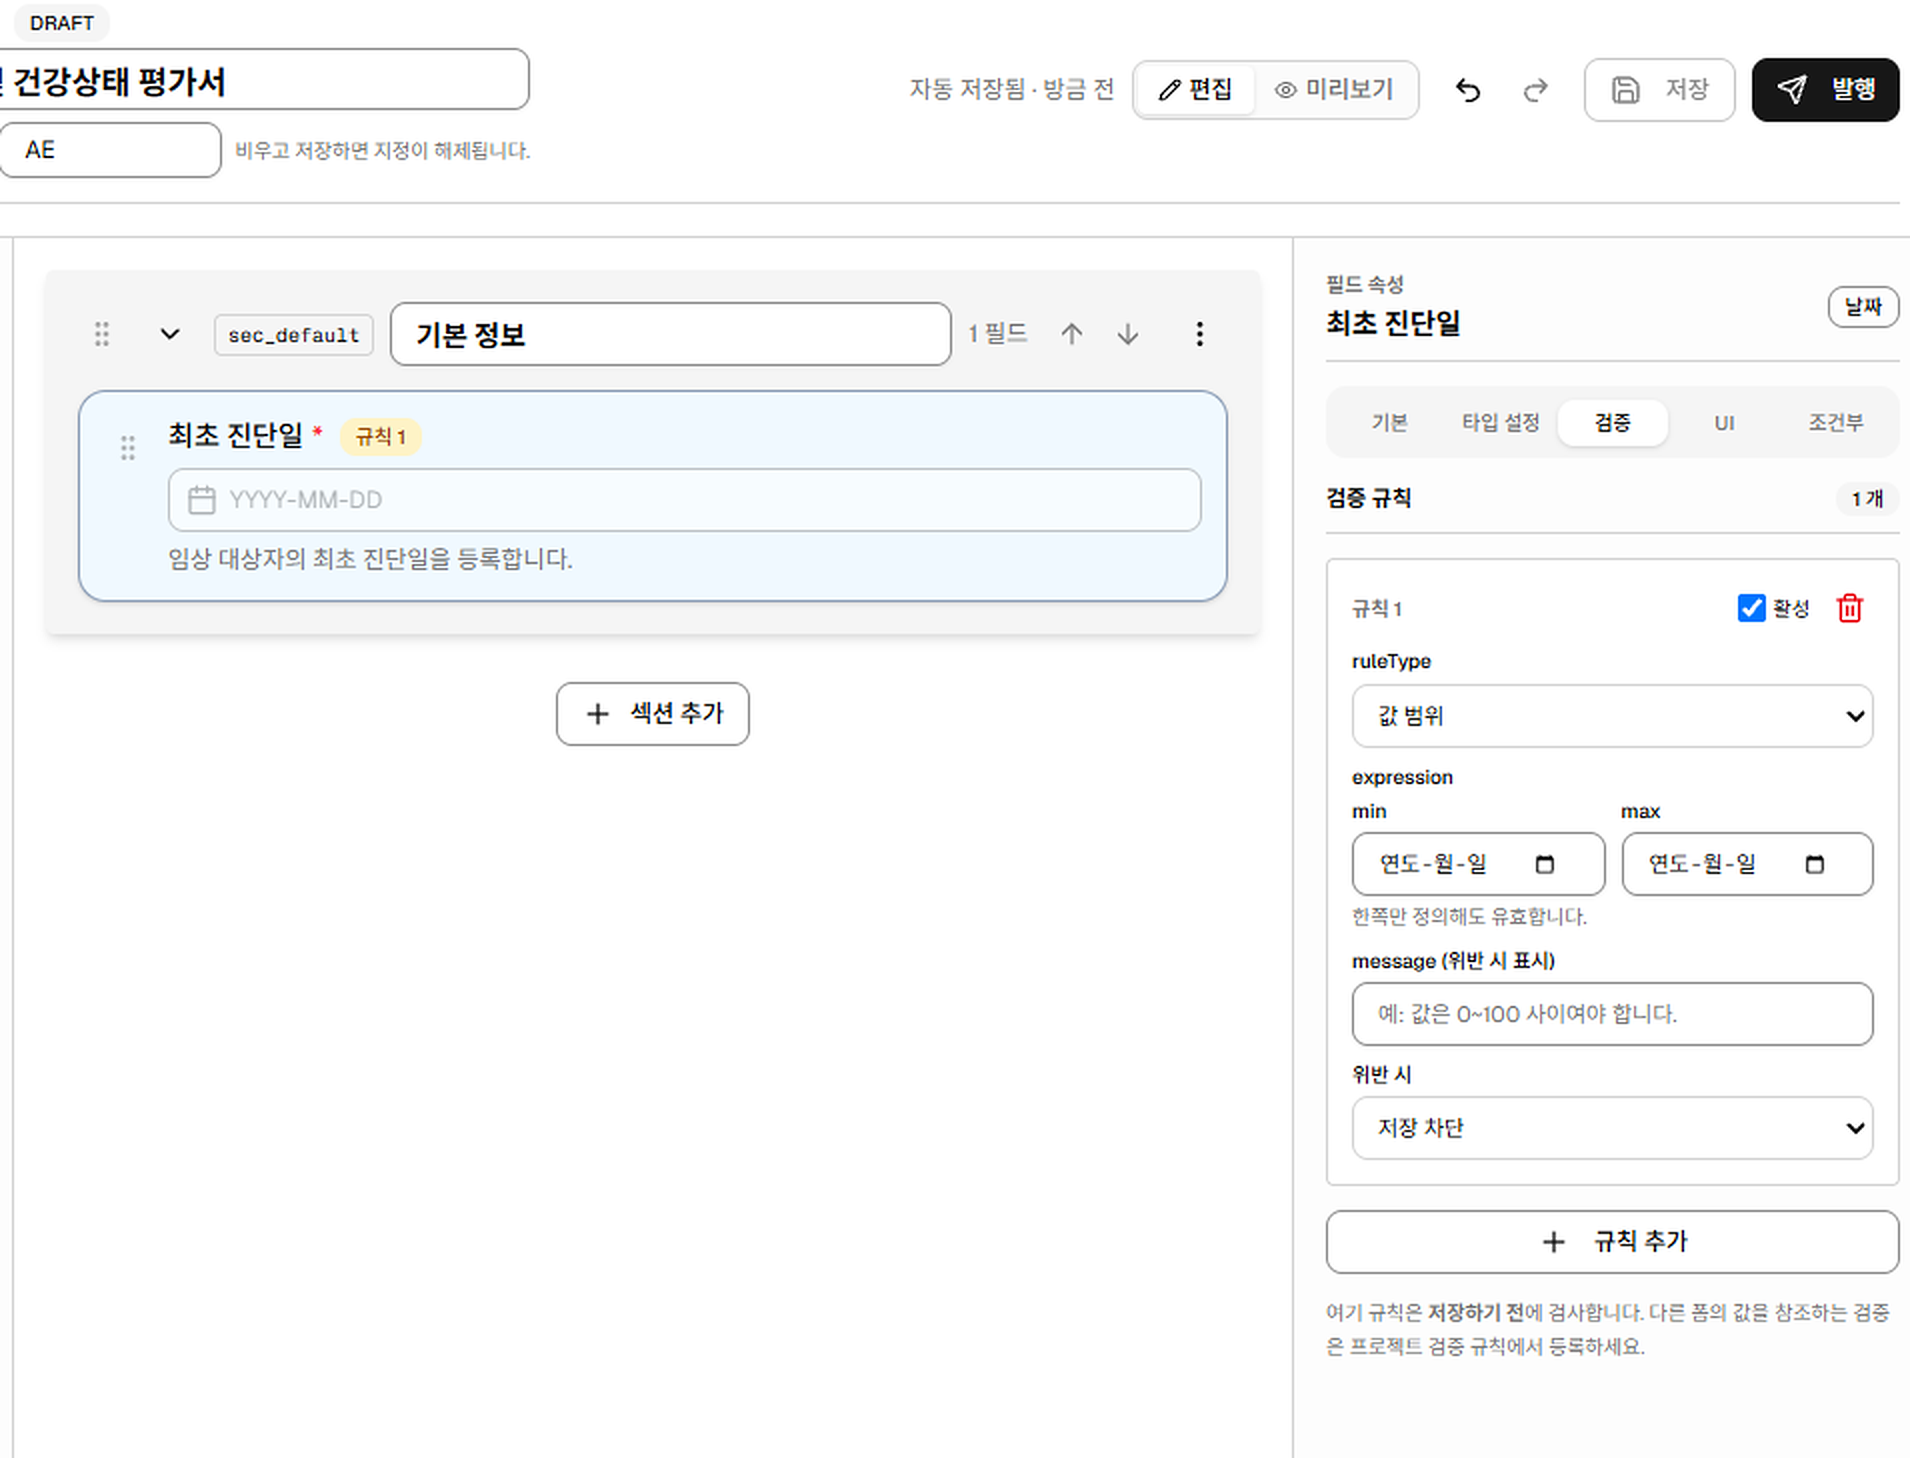 DRAFT
건강상태 평가서
자동 저장됨 · 방금 전
편집
미리보기
저장
발행
AE
비우고 저장하면 지정이 해제됩니다.
sec_default
기본 정보
1 필드
최초 진단일 *
규칙 1
YYYY-MM-DD
임상 대상자의 최초 진단일을 등록합니다.
섹션 추가
필드 속성
최초 진단일
날짜
기본
타입 설정
검증
UI
조건부
검증 규칙
1 개
규칙 1
활성
ruleType
값 범위
expression
min
max
연도-월-일
연도-월-일
한쪽만 정의해도 유효합니다.
message (위반 시 표시)
예: 값은 0~100 사이여야 합니다.
위반 시
저장 차단
규칙 추가
여기 규칙은 저장하기 전에 검사합니다. 다른 폼의 값을 참조하는 검증
은 프로젝트 검증 규칙에서 등록하세요.